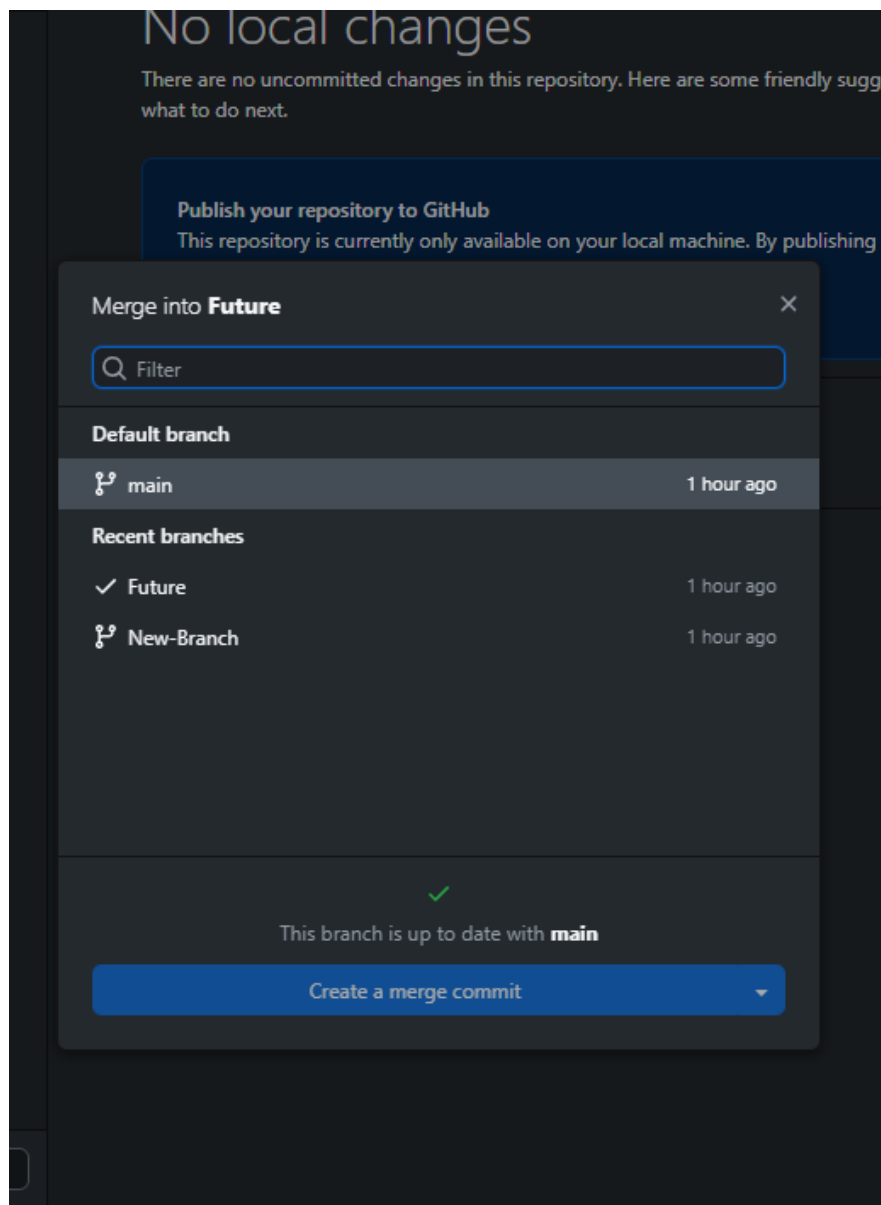 No local changes
There are no uncommitted changes in this repository. Here are some friendly sugg
what to do next.
Publish your repository to GitHub
This repository is currently only available on your local machine. By publishing
Merge into Future
Filter
Default branch
main 1 hour ago
Recent branches
Future 1 hour ago
New-Branch 1 hour ago
This branch is up to date with main
Create a merge commit